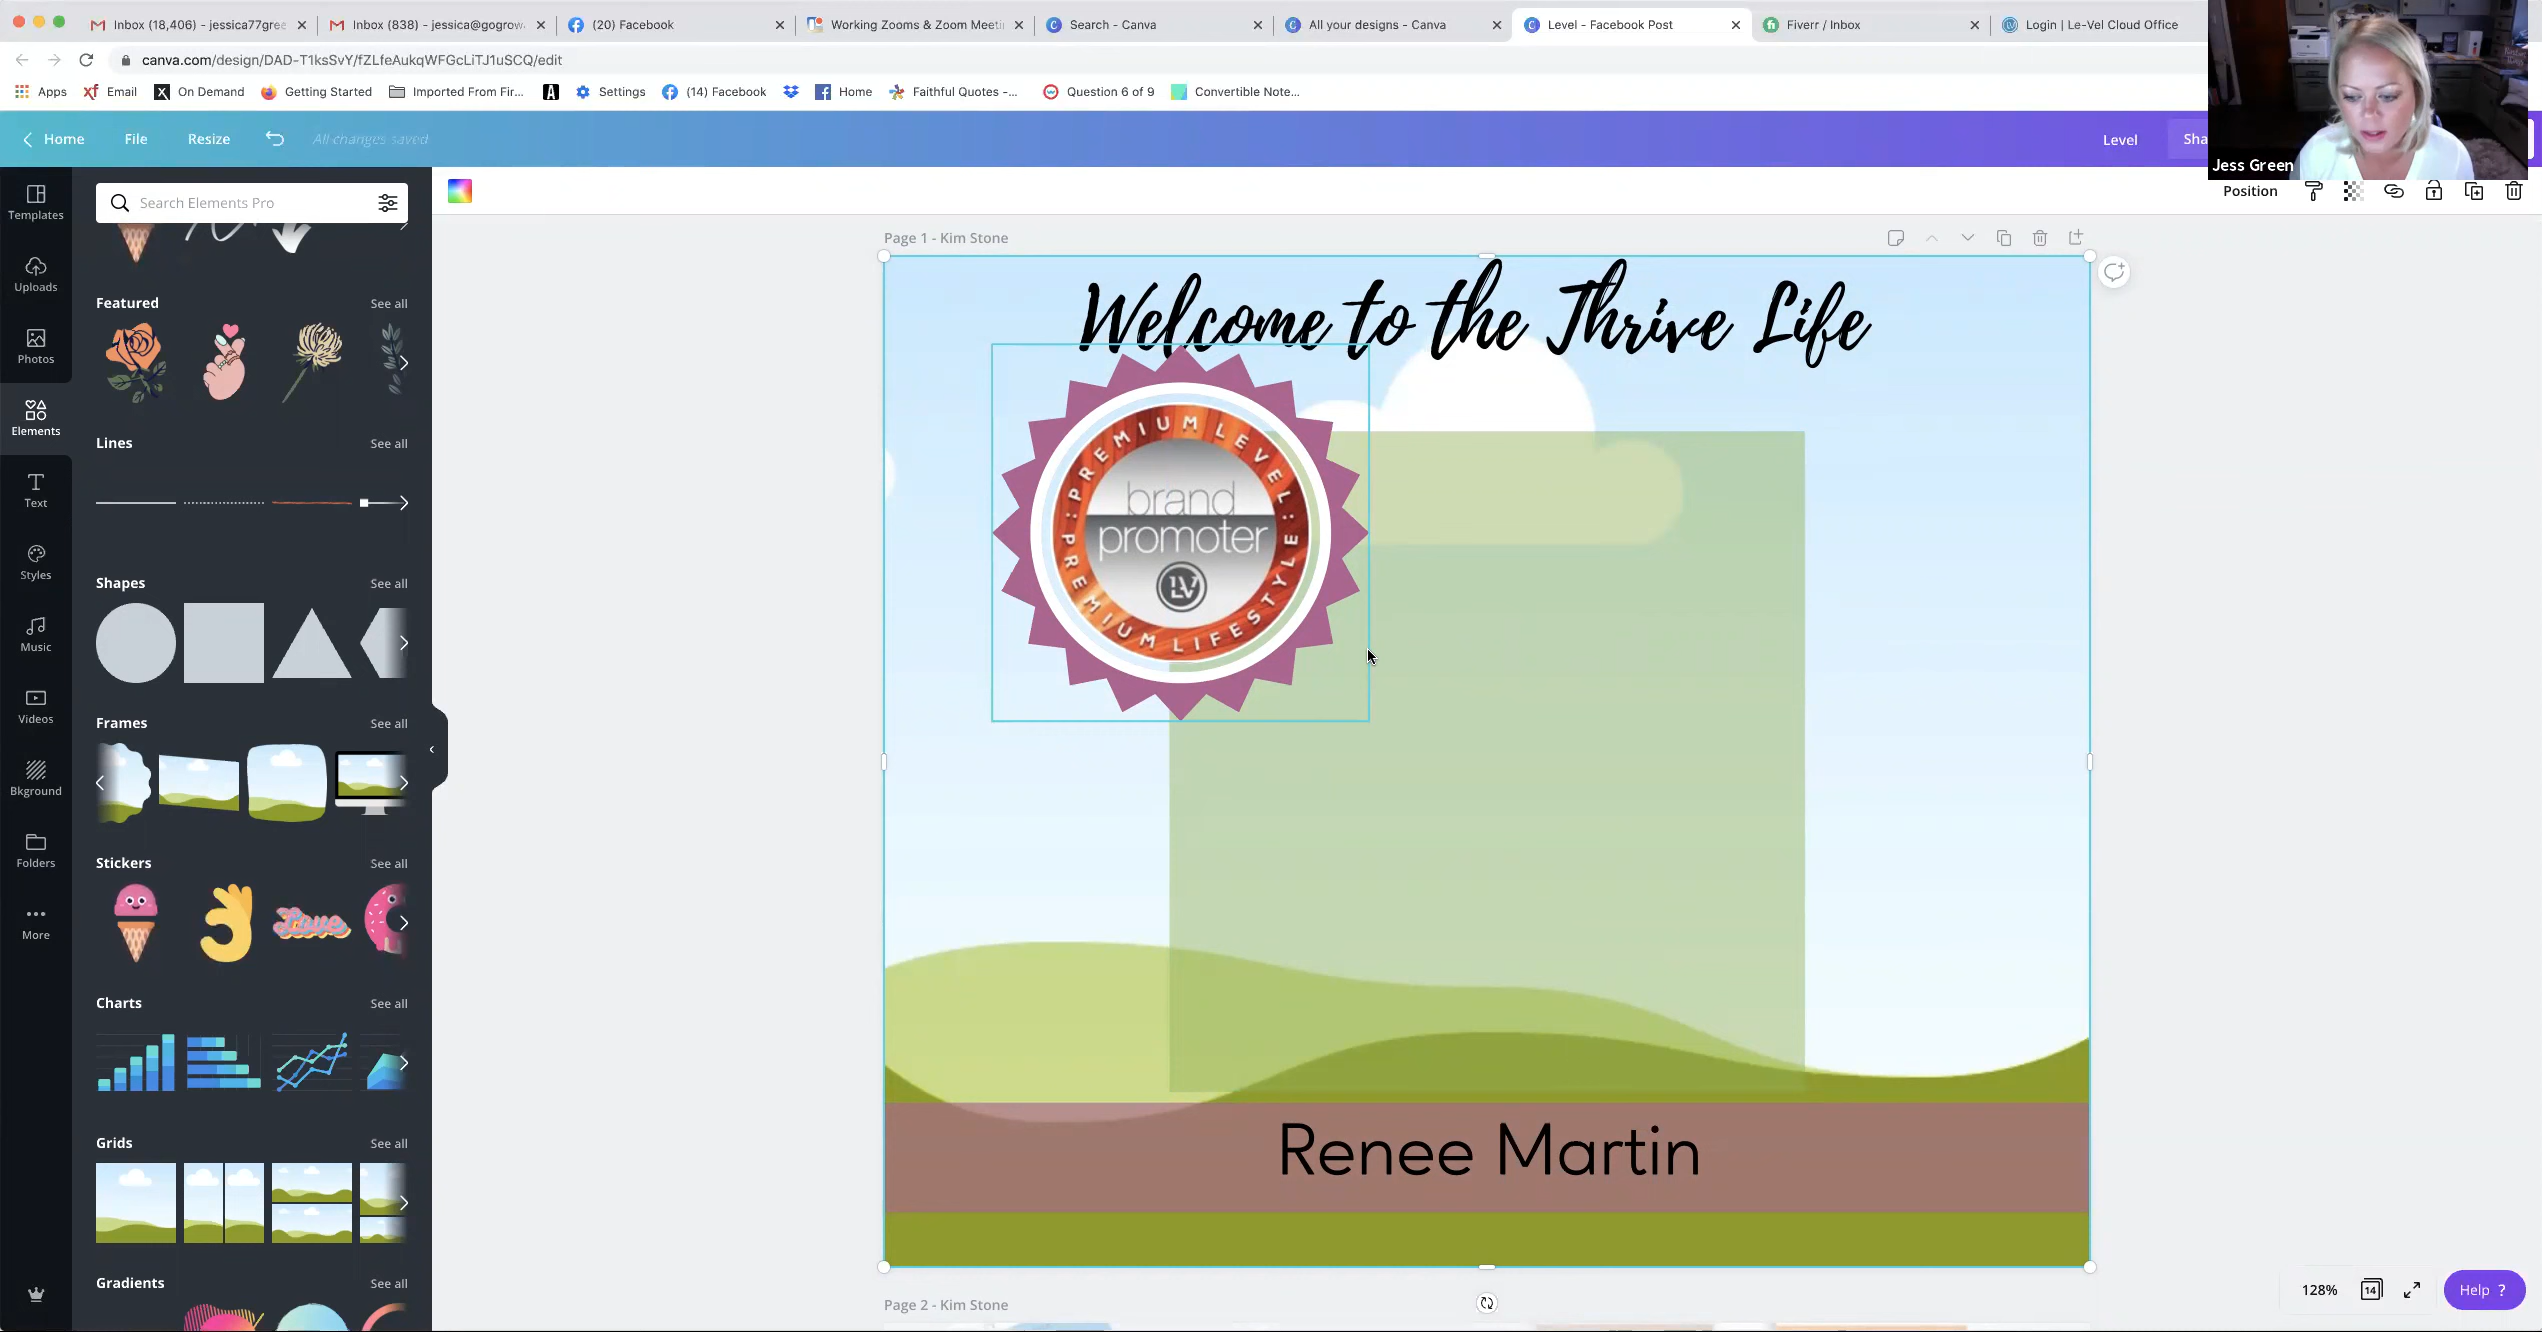 Inbox (18,406) - jessica77gree
Inbox (838) - jessica@gogrow
(20) Facebook
Working Zooms & Zoom Meeti
Search - Canva
All your designs - Canva
Level - Facebook Post
Fiverr / Inbox
Login | Le-Vel Cloud Office
canva.com/design/DAD-T1ksSvY/fZLfeAukqWFGcLiTJ1uSCQ/edit
Apps
Email
On Demand
Getting Started
Imported From Fir...
Settings
(14) Facebook
Home
Faithful Quotes -...
Question 6 of 9
Convertible Note...
Home
File
Resize
All changes saved
Level
Sha
Jess Green
Templates
Uploads
Photos
Elements
Text
Styles
Music
Videos
Bkground
Folders
More
Search Elements Pro
Featured
See all
Lines
See all
Shapes
See all
Frames
See all
Stickers
See all
Love
Charts
See all
Grids
See all
Gradients
See all
Position
Page 1 - Kim Stone
Welcome to the Thrive Life
: PREMIUM LEVEL :
brand
promoter
LV
PREMIUM LIFESTYLE
Renee Martin
Page 2 - Kim Stone
128%
14
Help ?